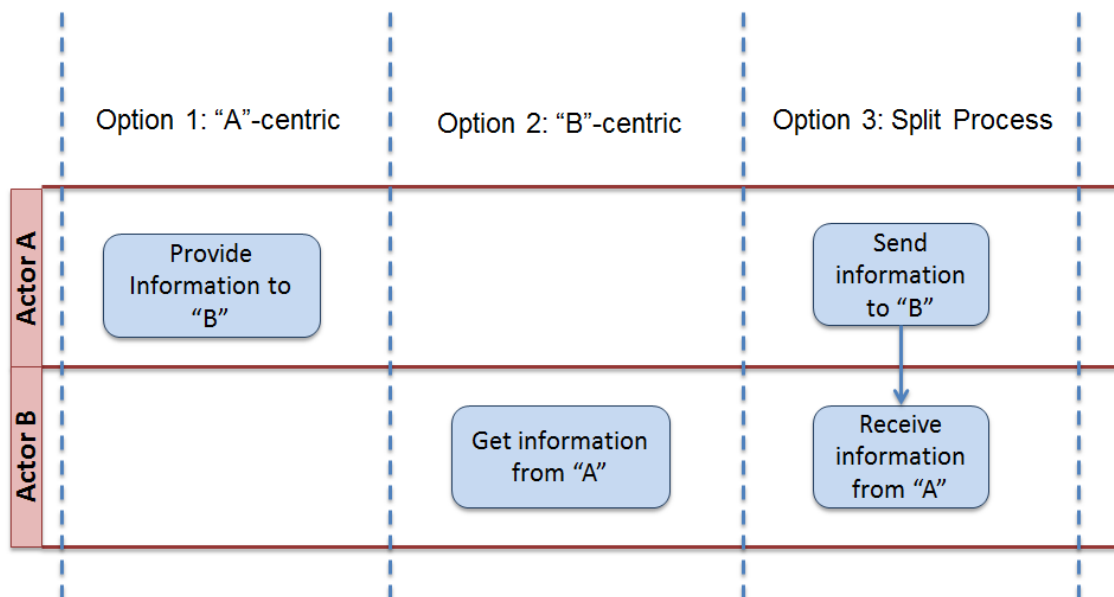 Option 1: “A”-centric
Option 2: “B”-centric
Option 3: Split Process
Actor A
Provide
Information to
“B”
Send
information
to “B”
Actor B
Get information
from “A”
Receive
information
from “A”